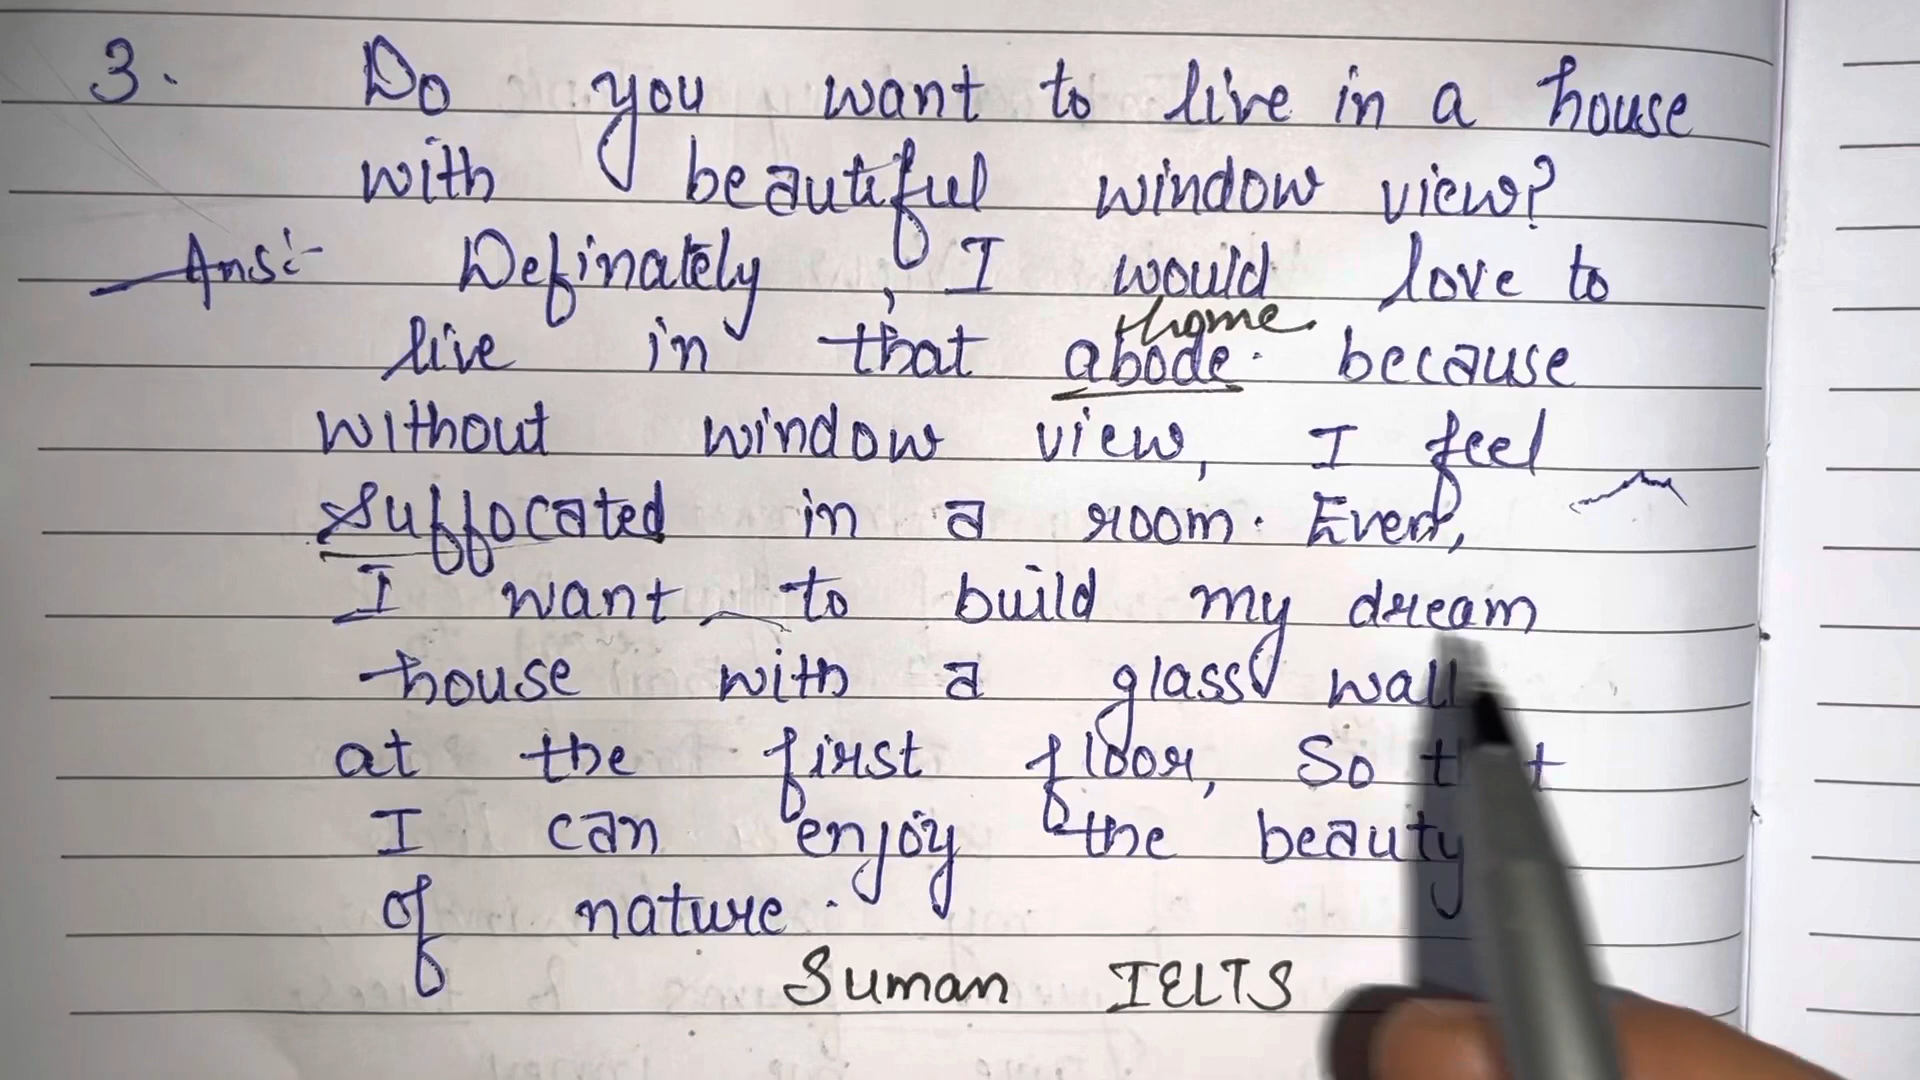 3. Do you want to live in a house
with beautiful window view?
Ans:- Definately, I would love to
home.
live in that abode. because
without window view, I feel
Suffocated in a room. Even,
I want to build my dream
house with a glass wall
at the first floor, So
I can enjoy the beauty
of nature.
Suman IELTS